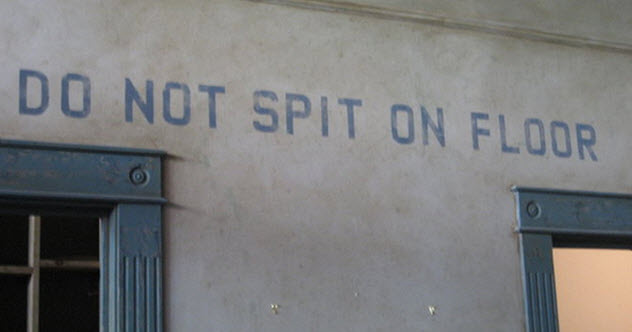 DO NOT SPIT ON FLOOR